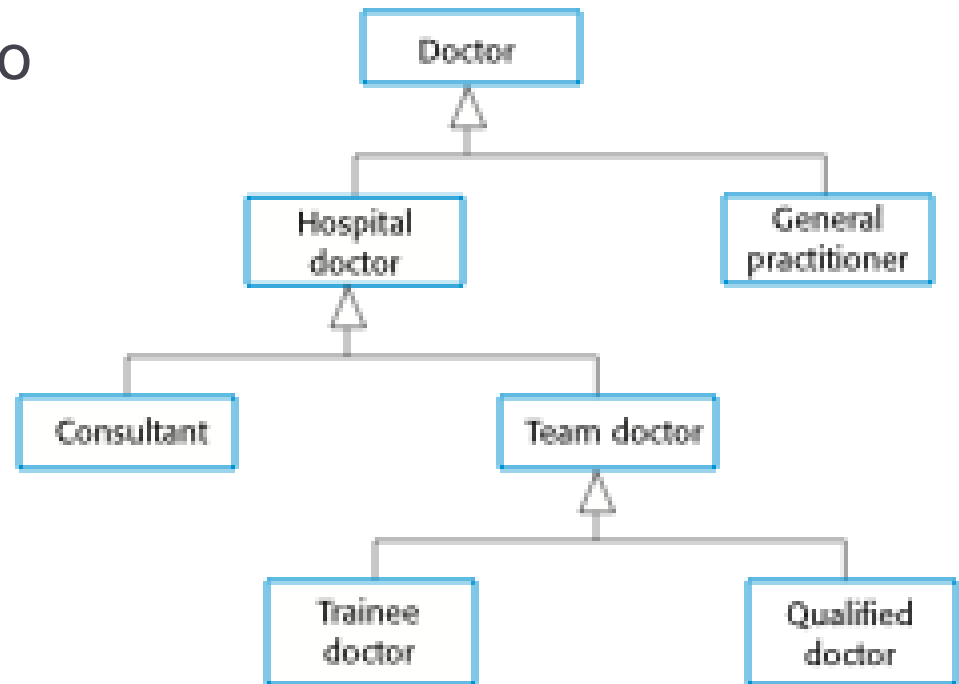 o
Doctor
Hospital
doctor
General
practitioner
Consultant
Team doctor
Trainee
doctor
Qualified
doctor